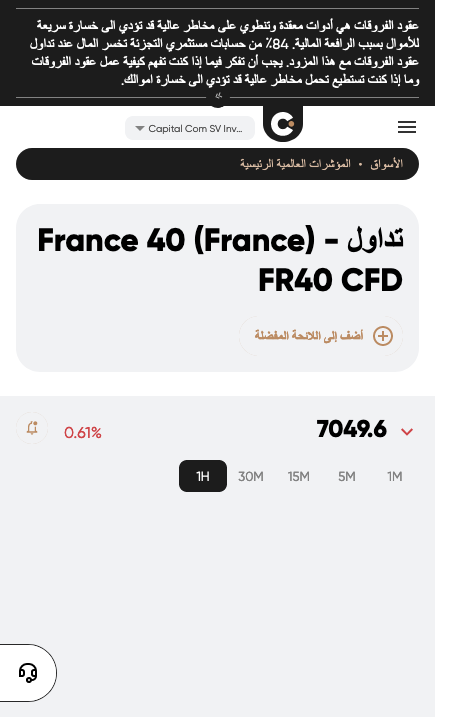 عقود الفروقات هي أدوات معقدة وتنطوي على مخاطر عالية قد تؤدي الى خسارة سريعة
للأموال بسبب الرافعة المالية. 84٪ من حسابات مستثمري التجزئة تخسر المال عند تداول
عقود الفروقات مع هذا المزود. يجب أن تفكر فيما إذا كنت تفهم كيفية عمل عقود الفروقات
وما إذا كنت تستطيع تحمل مخاطر عالية قد تؤدي الى خسارة اموالك.
Capital Com SV Inv...
الأسواق • المؤشرات العالمية الرئيسية
تداول France 40 (France) -
FR40 CFD
أضف إلى اللائحة المفضلة
7049.6
0.61%
1H 30M 15M 5M 1M